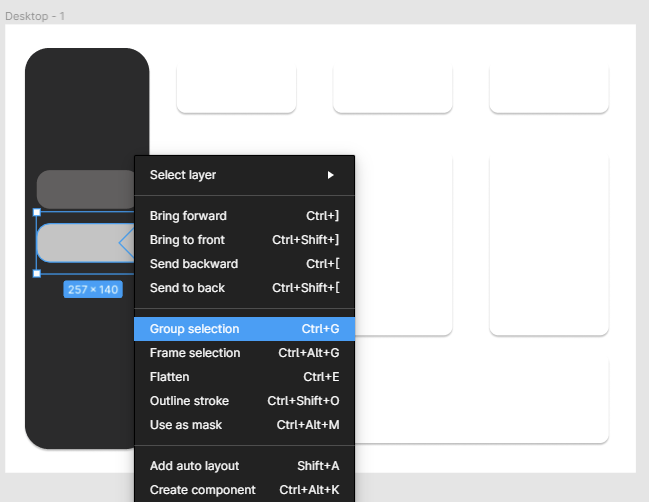 Desktop - 1
Select layer
Bring forward Ctrl+]
Bring to front Ctrl+Shift+]
Send backward Ctrl+[
Send to back Ctrl+Shift+[
257 × 140
Group selection Ctrl+G
Frame selection Ctrl+Alt+G
Flatten Ctrl+E
Outline stroke Ctrl+Shift+O
Use as mask Ctrl+Alt+M
Add auto layout Shift+A
Create component Ctrl+Alt+K